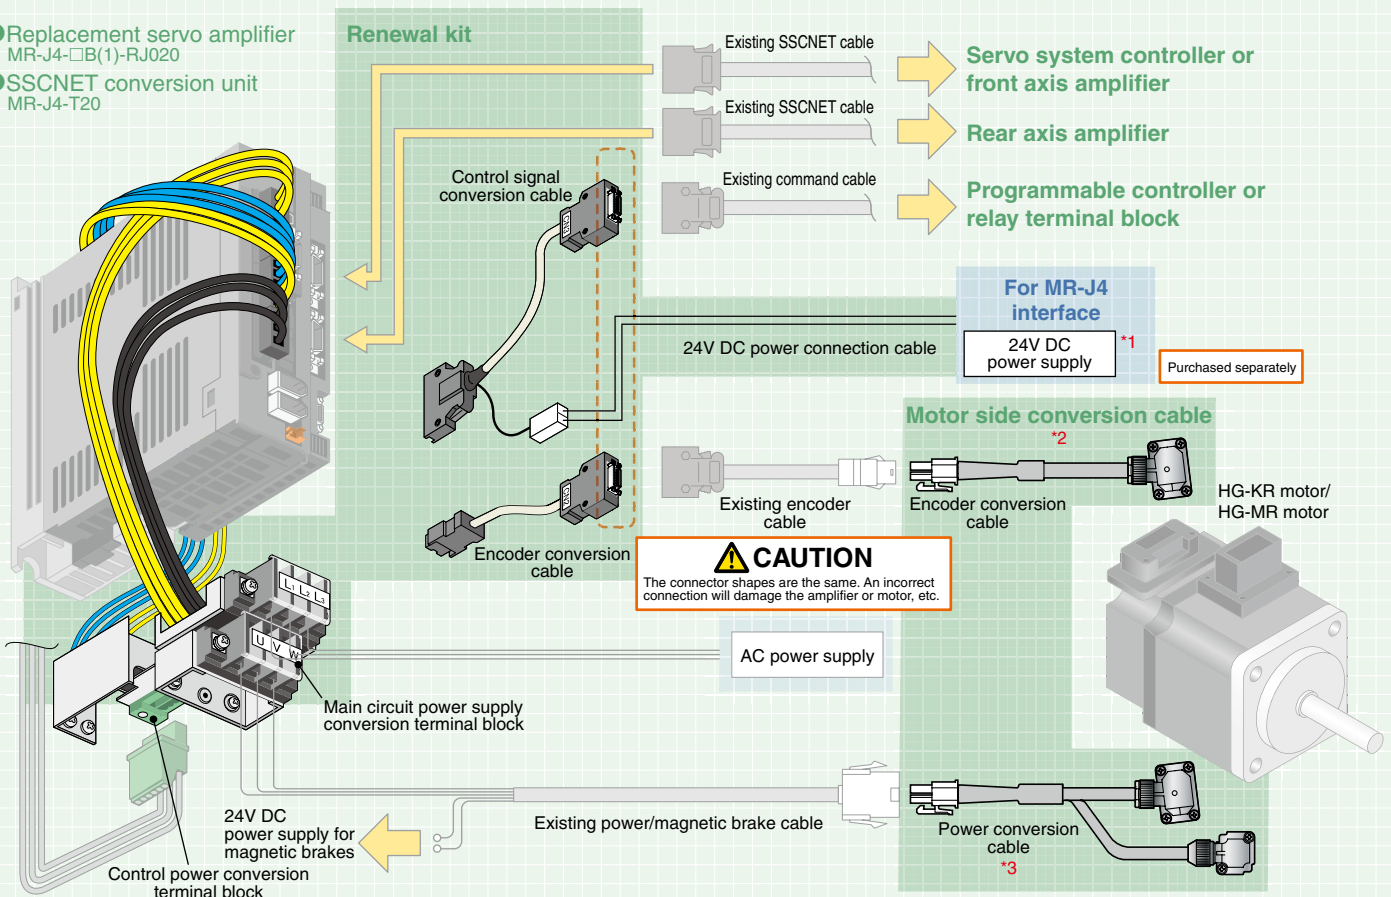 ●Replacement servo amplifier
MR-J4-□B(1)-RJ020
●SSCNET conversion unit
MR-J4-T20
Renewal kit
Existing SSCNET cable
Servo system controller or
front axis amplifier
Existing SSCNET cable
Rear axis amplifier
Control signal
conversion cable
Existing command cable
Programmable controller or
relay terminal block
CN3
For MR-J4
interface
24V DC
power supply
*1
24V DC power connection cable
Purchased separately
Motor side conversion cable
*2
CN2
Existing encoder
cable
Encoder conversion
cable
HG-KR motor/
HG-MR motor
Encoder conversion
cable
CAUTION
The connector shapes are the same. An incorrect
connection will damage the amplifier or motor, etc.
L1 L2 L3
U V W
AC power supply
Main circuit power supply
conversion terminal block
24V DC
power supply for
magnetic brakes
Existing power/magnetic brake cable
Power conversion
cable
*3
Control power conversion
terminal block